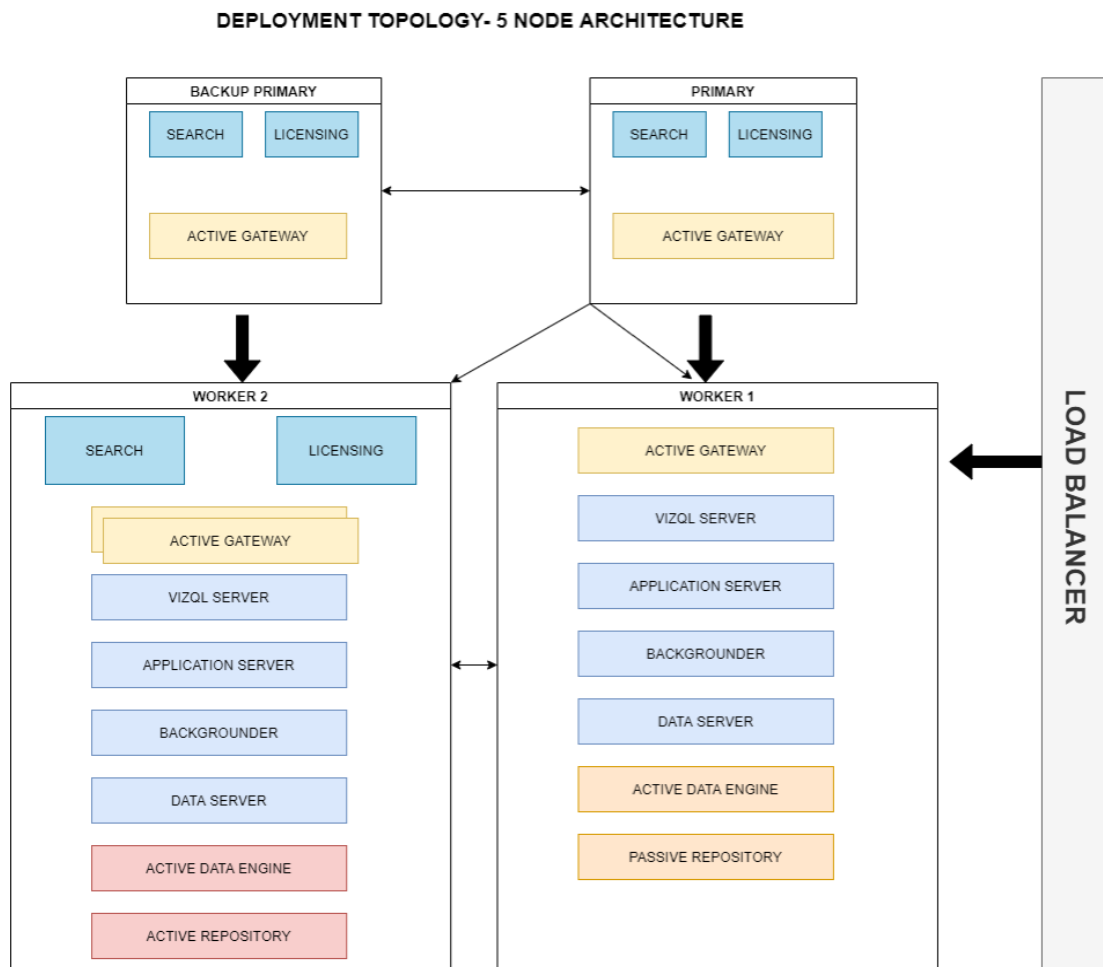 DEPLOYMENT TOPOLOGY- 5 NODE ARCHITECTURE
BACKUP PRIMARY
SEARCH
LICENSING
ACTIVE GATEWAY
PRIMARY
SEARCH
LICENSING
ACTIVE GATEWAY
WORKER 2
SEARCH
LICENSING
ACTIVE GATEWAY
VIZQL SERVER
APPLICATION SERVER
BACKGROUNDER
DATA SERVER
ACTIVE DATA ENGINE
ACTIVE REPOSITORY
WORKER 1
ACTIVE GATEWAY
VIZQL SERVER
APPLICATION SERVER
BACKGROUNDER
DATA SERVER
ACTIVE DATA ENGINE
PASSIVE REPOSITORY
LOAD BALANCER